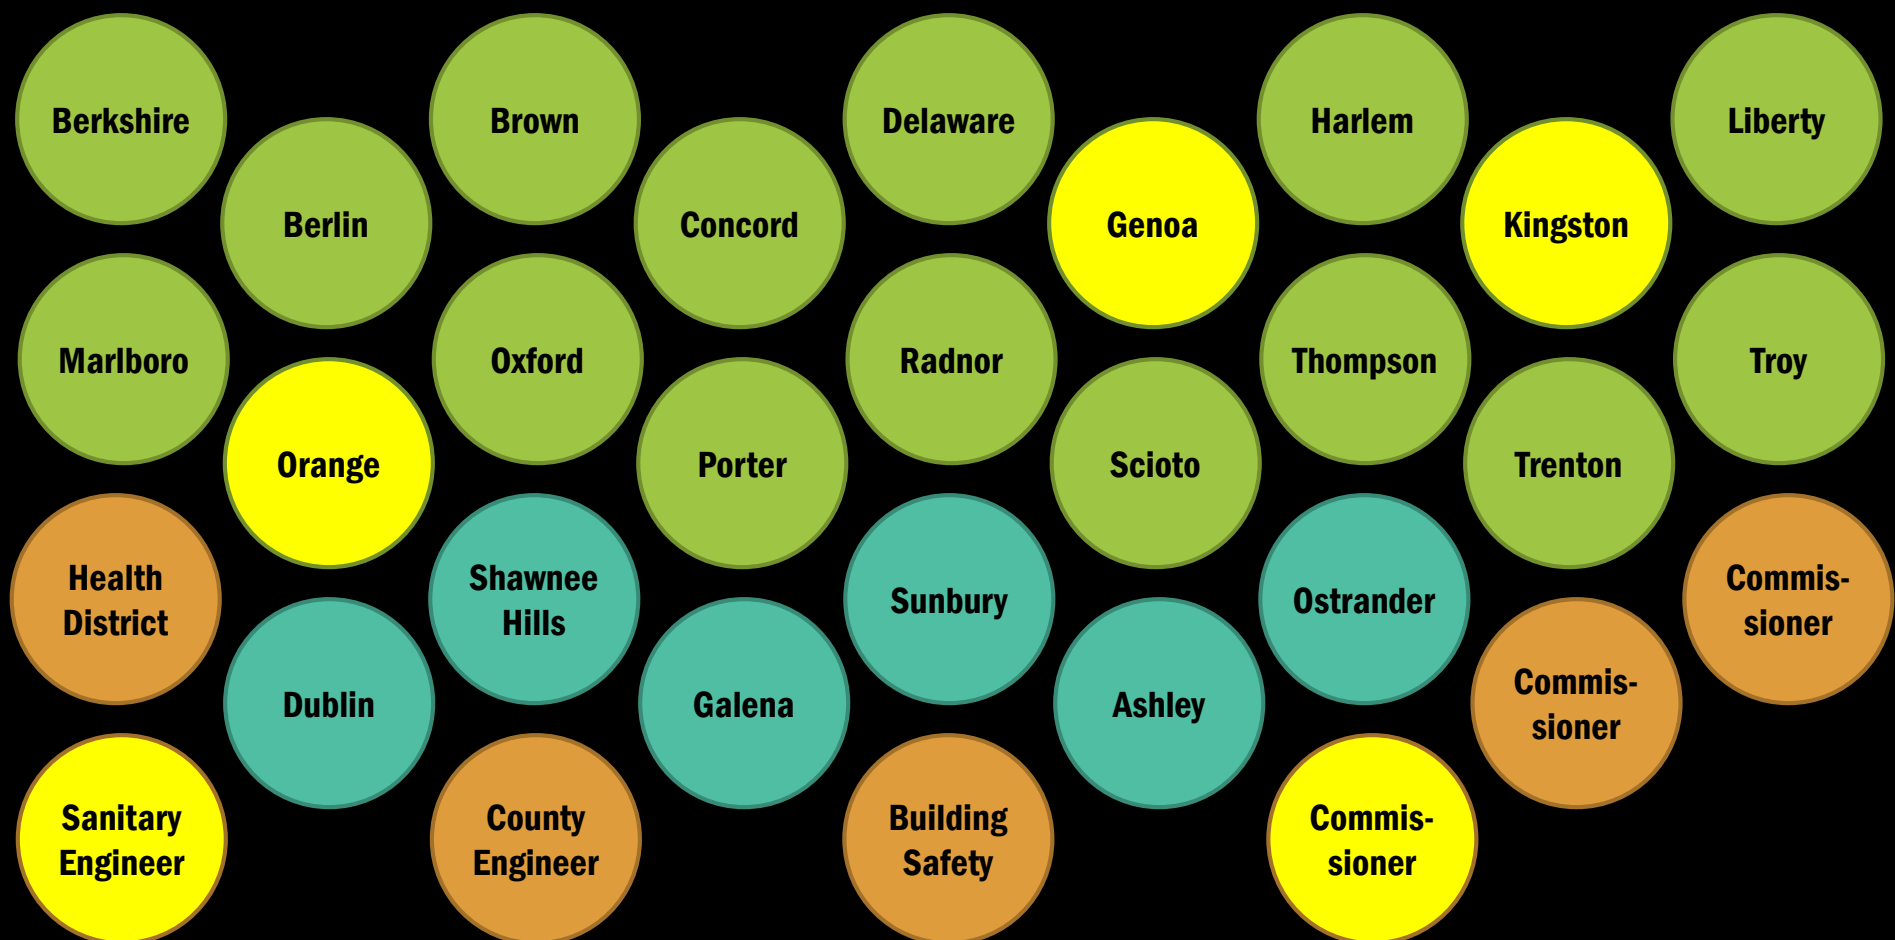 Berkshire
Brown
Delaware
Harlem
Liberty
Berlin
Concord
Genoa
Kingston
Marlboro
Oxford
Radnor
Thompson
Troy
Orange
Porter
Scioto
Trenton
Health
District
Shawnee
Hills
Sunbury
Ostrander
Commis-
sioner
Dublin
Galena
Ashley
Commis-
sioner
Sanitary
Engineer
County
Engineer
Building
Safety
Commis-
sioner